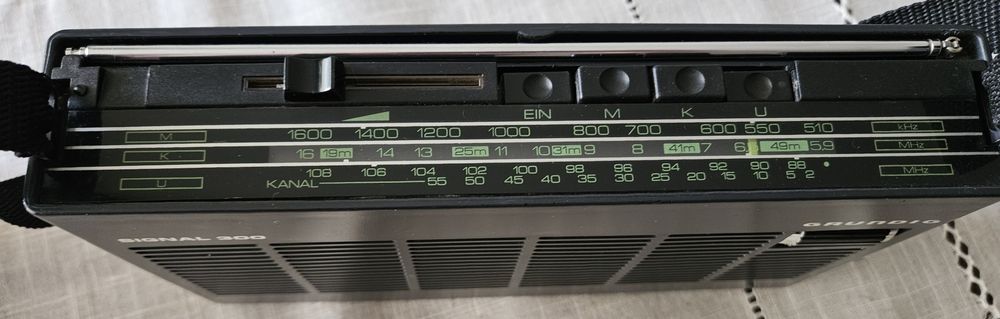 EIN M K U
M 1600 1400 1200 1000 800 700 600 550 510 kHz
K 16 19m 14 13 25m 11 10 31m 9 8 41m 7 6 49m 5,9 MHz
108 106 104 102 100 98 96 94 92 90 88 MHz
U KANAL 55 50 45 40 35 30 25 20 15 10 5 2
SIGNAL 300 GRUNDIG